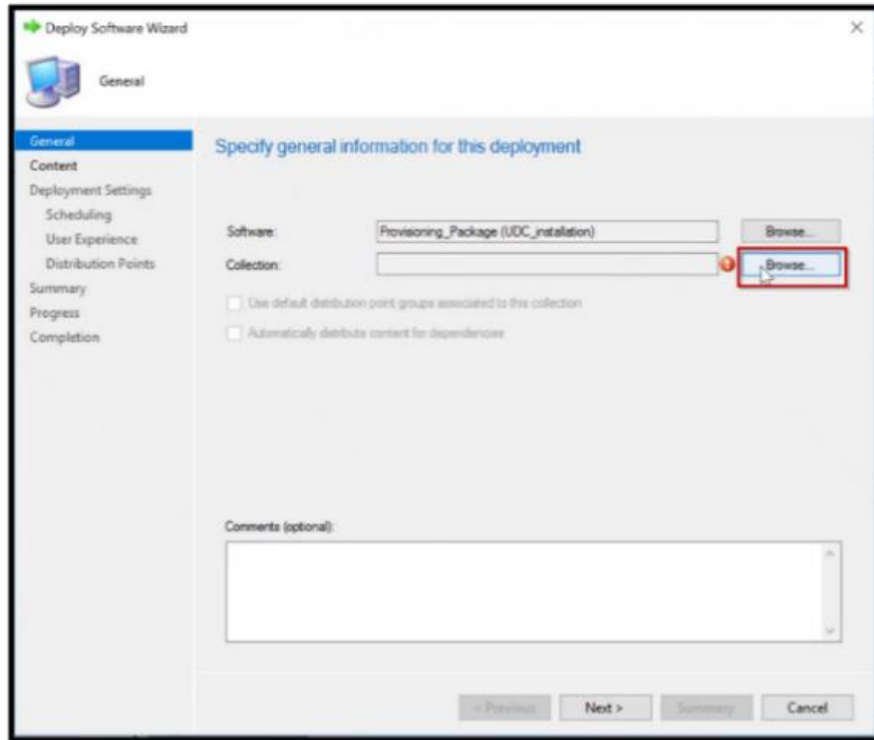 Deploy Software Wizard
General
General
Content
Deployment Settings
Scheduling
User Experience
Distribution Points
Summary
Progress
Completion
Specify general information for this deployment
Software: Provisioning_Package (UDC_installation) Browse...
Collection: Browse...
Use default distribution point groups associated to this collection
Automatically distribute content for dependencies
Comments (optional):
< Previous Next > Summary Cancel